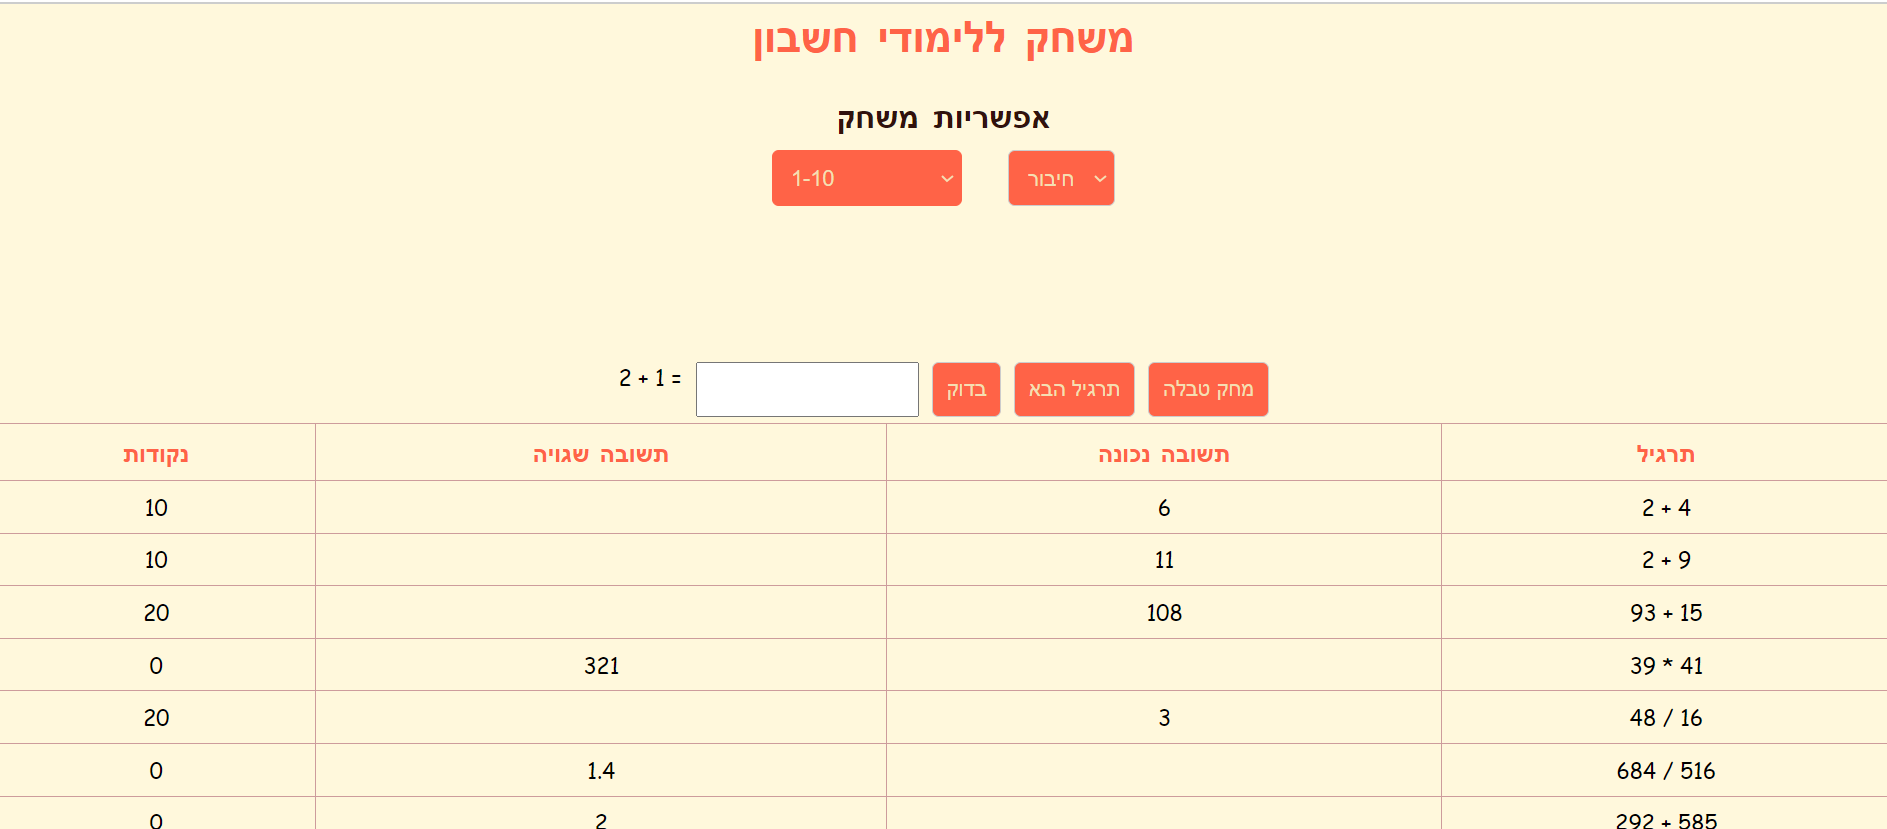 משחק ללימודי חשבון
אפשריות משחק
חיבור 1-10
2 + 1 = בדוק תרגיל הבא מחק טבלה
תרגיל תשובה נכונה תשובה שגויה נקודות
2 + 4 6 10
2 + 9 11 10
93 + 15 108 20
39 * 41 321 0
48 / 16 3 20
684 / 516 1.4 0
292 + 585 2 0